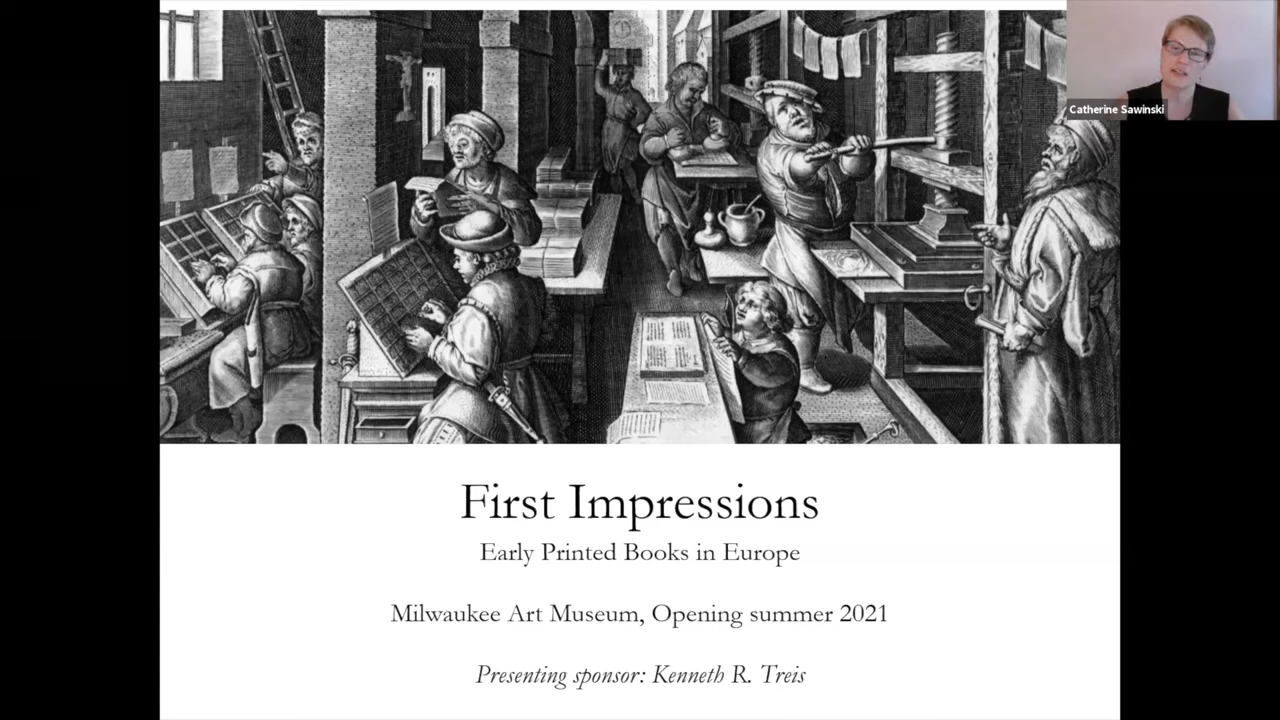 Catherine Sawinski
First Impressions
Early Printed Books in Europe
Milwaukee Art Museum, Opening summer 2021
Presenting sponsor: Kenneth R. Treis